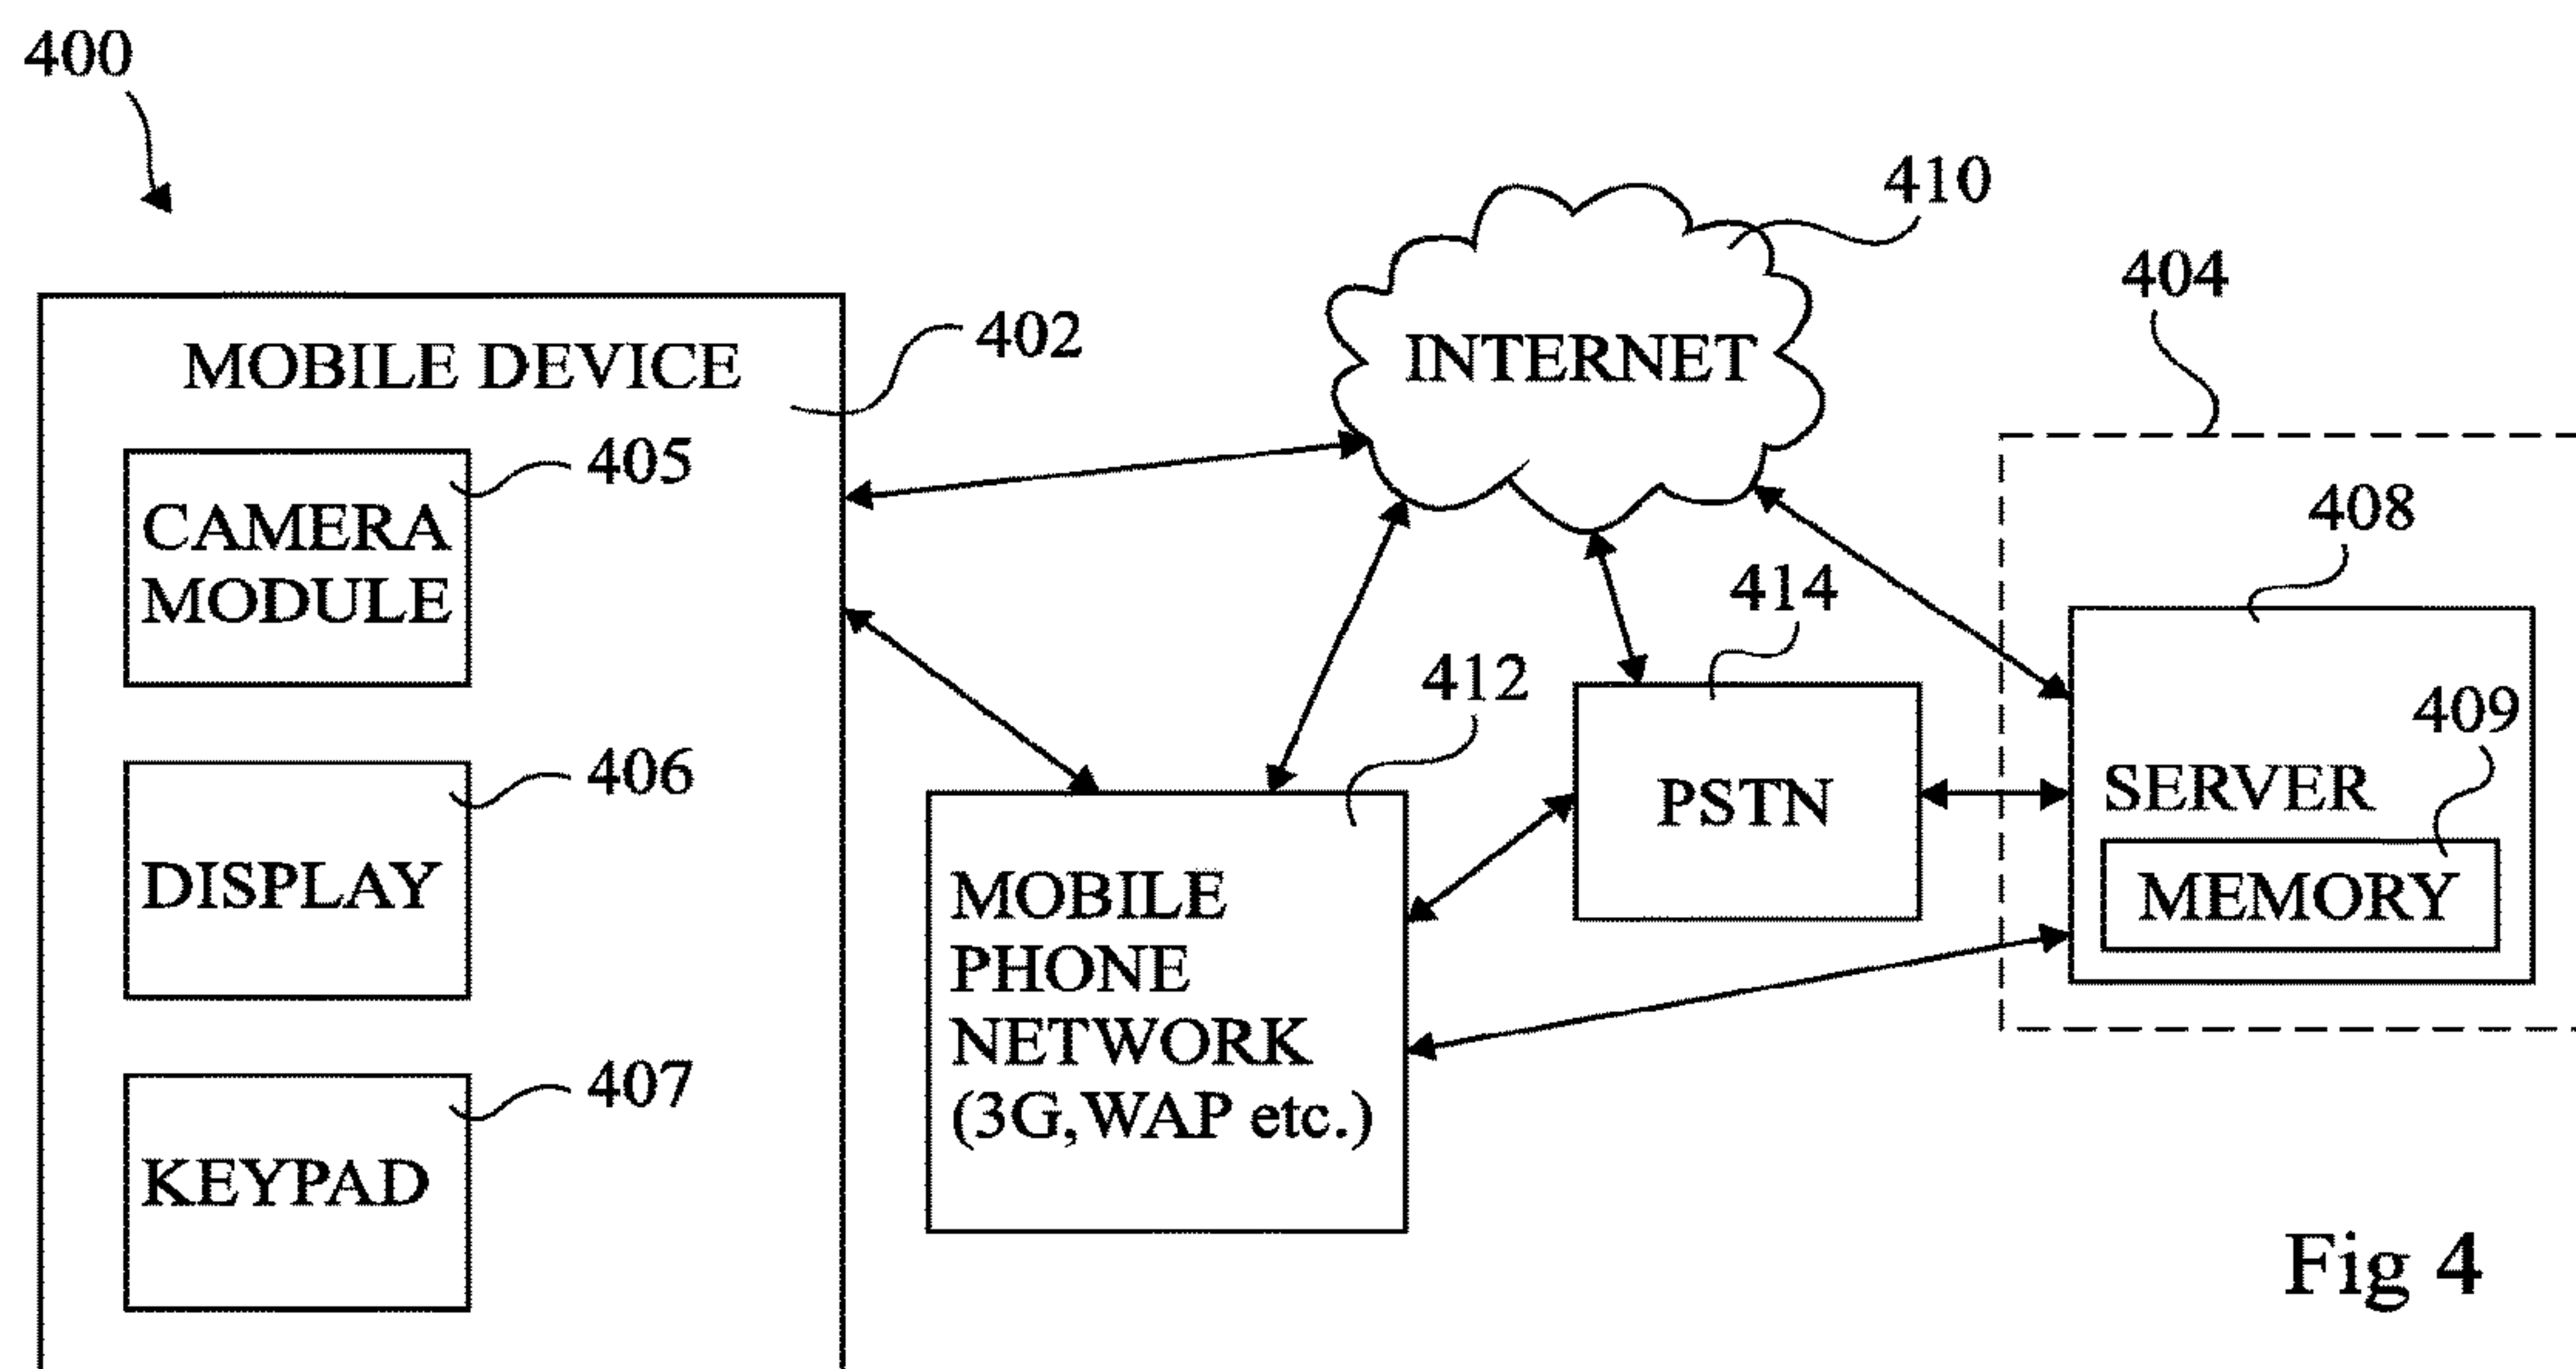 400
MOBILE DEVICE
402
CAMERA
MODULE
405
DISPLAY
406
KEYPAD
407
INTERNET
410
404
408
SERVER
409
MEMORY
414
PSTN
412
MOBILE
PHONE
NETWORK
(3G,WAP etc.)
Fig 4